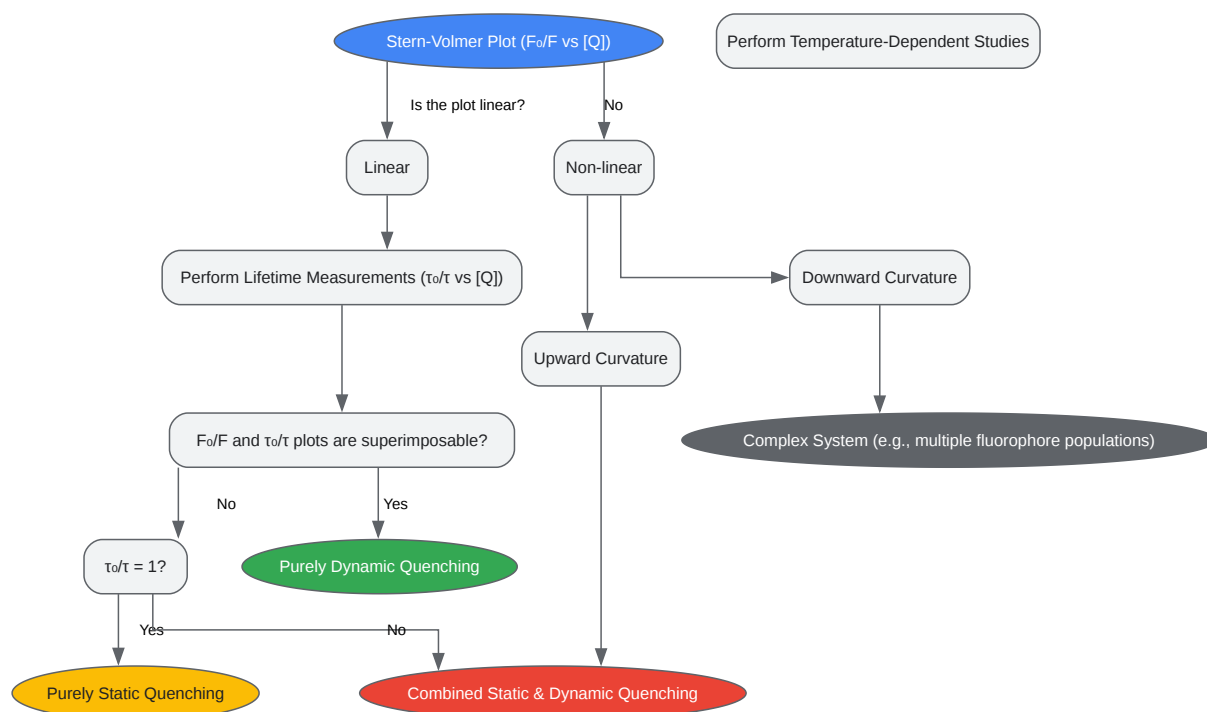 Stern-Volmer Plot (F₀/F vs [Q])
Perform Temperature-Dependent Studies
Is the plot linear?
No
Linear
Non-linear
Perform Lifetime Measurements (τ₀/τ vs [Q])
Downward Curvature
Upward Curvature
F₀/F and τ₀/τ plots are superimposable?
Complex System (e.g., multiple fluorophore populations)
No
Yes
τ₀/τ = 1?
Purely Dynamic Quenching
Yes
No
Purely Static Quenching
Combined Static & Dynamic Quenching